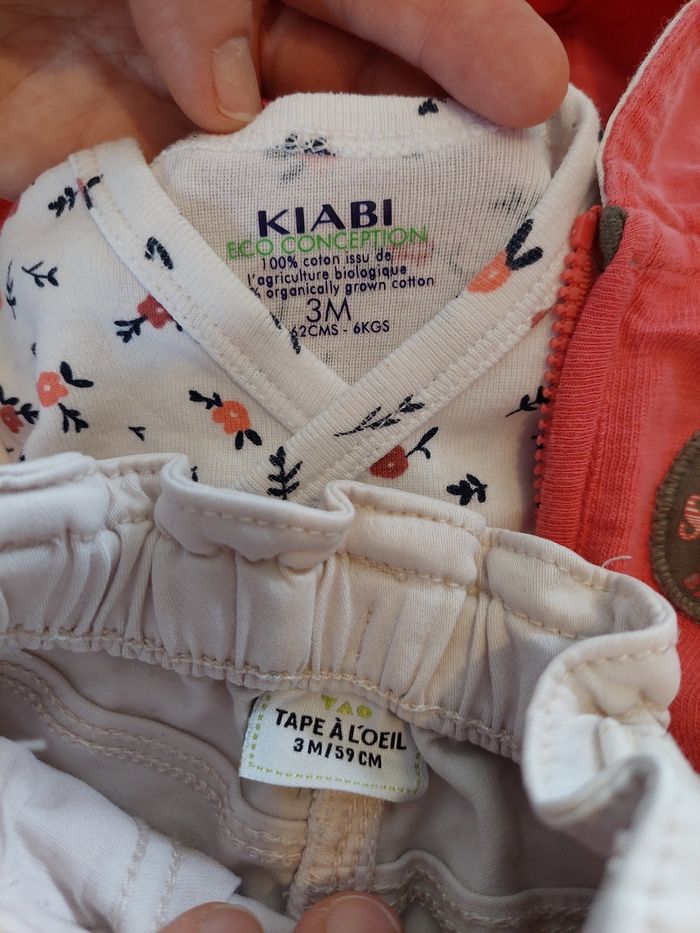 KIABI
ECO CONCEPTION
100% coton issu de
l'agriculture biologique
% organically grown cotton
3M
62CMS - 6KGS
TAO
TAPE À L'OEIL
3 M / 59 CM